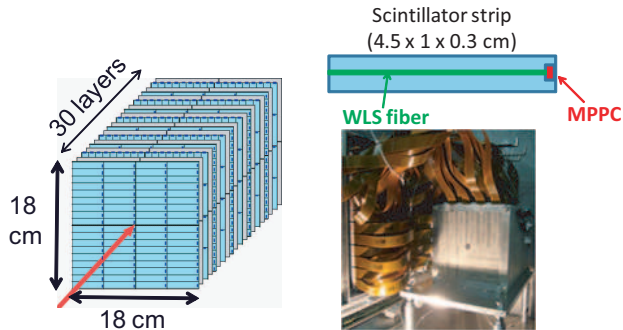 30 layers
18
cm
18 cm
Scintillator strip
(4.5 x 1 x 0.3 cm)
WLS fiber
MPPC